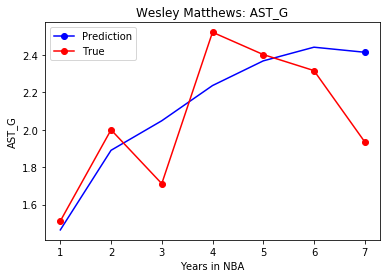 Wesley Matthews: AST_G
Prediction
True
AST_G
2.4
2.2
2.0
1.8
1.6
1 2 3 4 5 6 7
Years in NBA